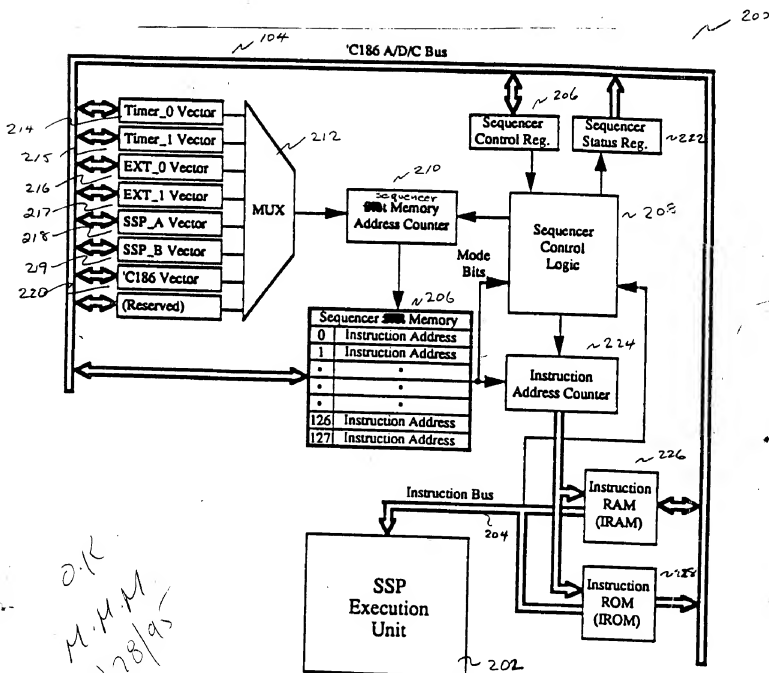 200
104
'C186 A/D/C Bus
206
214
Timer_0 Vector
215
Timer_1 Vector
216
EXT_0 Vector
217
EXT_1 Vector
218
SSP_A Vector
219
SSP_B Vector
220
'C186 Vector
(Reserved)
212
MUX
210
Sequencer
Memory
Address Counter
Sequencer
Control Reg.
Sequencer
Status Reg.
222
208
Sequencer
Control
Logic
Mode
Bits
206
Sequencer Memory
0 Instruction Address
1 Instruction Address
126 Instruction Address
127 Instruction Address
224
Instruction
Address Counter
226
Instruction
RAM
(IRAM)
Instruction Bus
204
Instruction
ROM
(IROM)
SSP
Execution
Unit
202
O.K
M.M.M
28/95